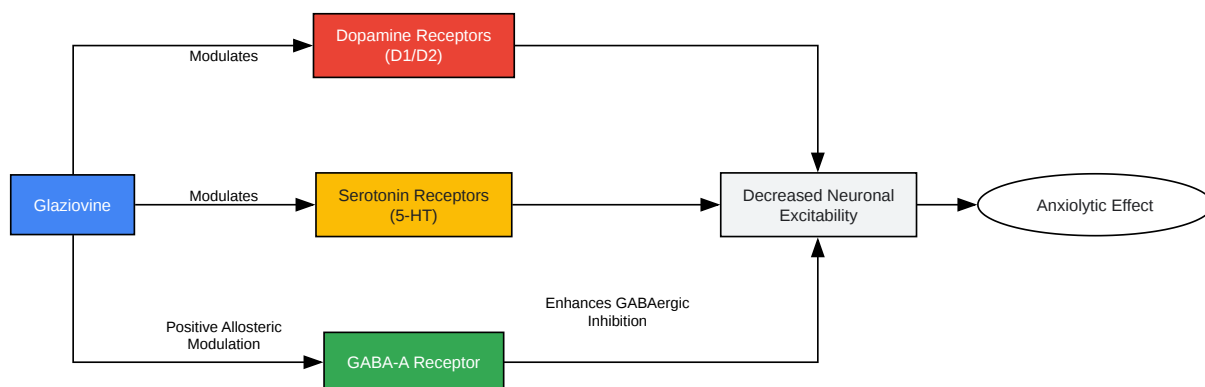 Dopamine Receptors
(D1/D2)
Modulates
Glaziovine
Modulates
Serotonin Receptors
(5-HT)
Decreased Neuronal
Excitability
Anxiolytic Effect
Positive Allosteric
Modulation
GABA-A Receptor
Enhances GABAergic
Inhibition